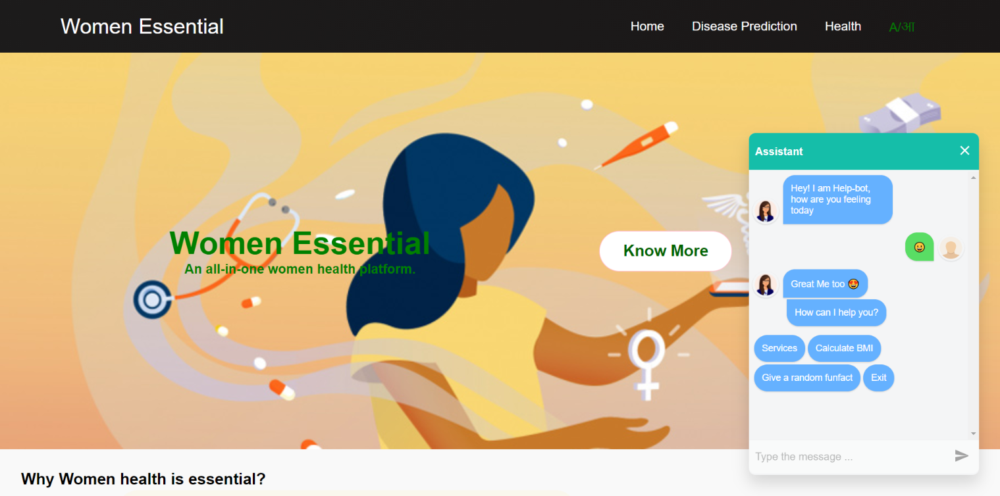 Women Essential
Home
Disease Prediction
Health
A/आ
Women Essential
An all-in-one women health platform.
Know More
Assistant
Hey! I am Help-bot,
how are you feeling
today
😀
Great Me too 😍
How can I help you?
Services
Calculate BMI
Give a random funfact
Exit
Type the message ...
Why Women health is essential?